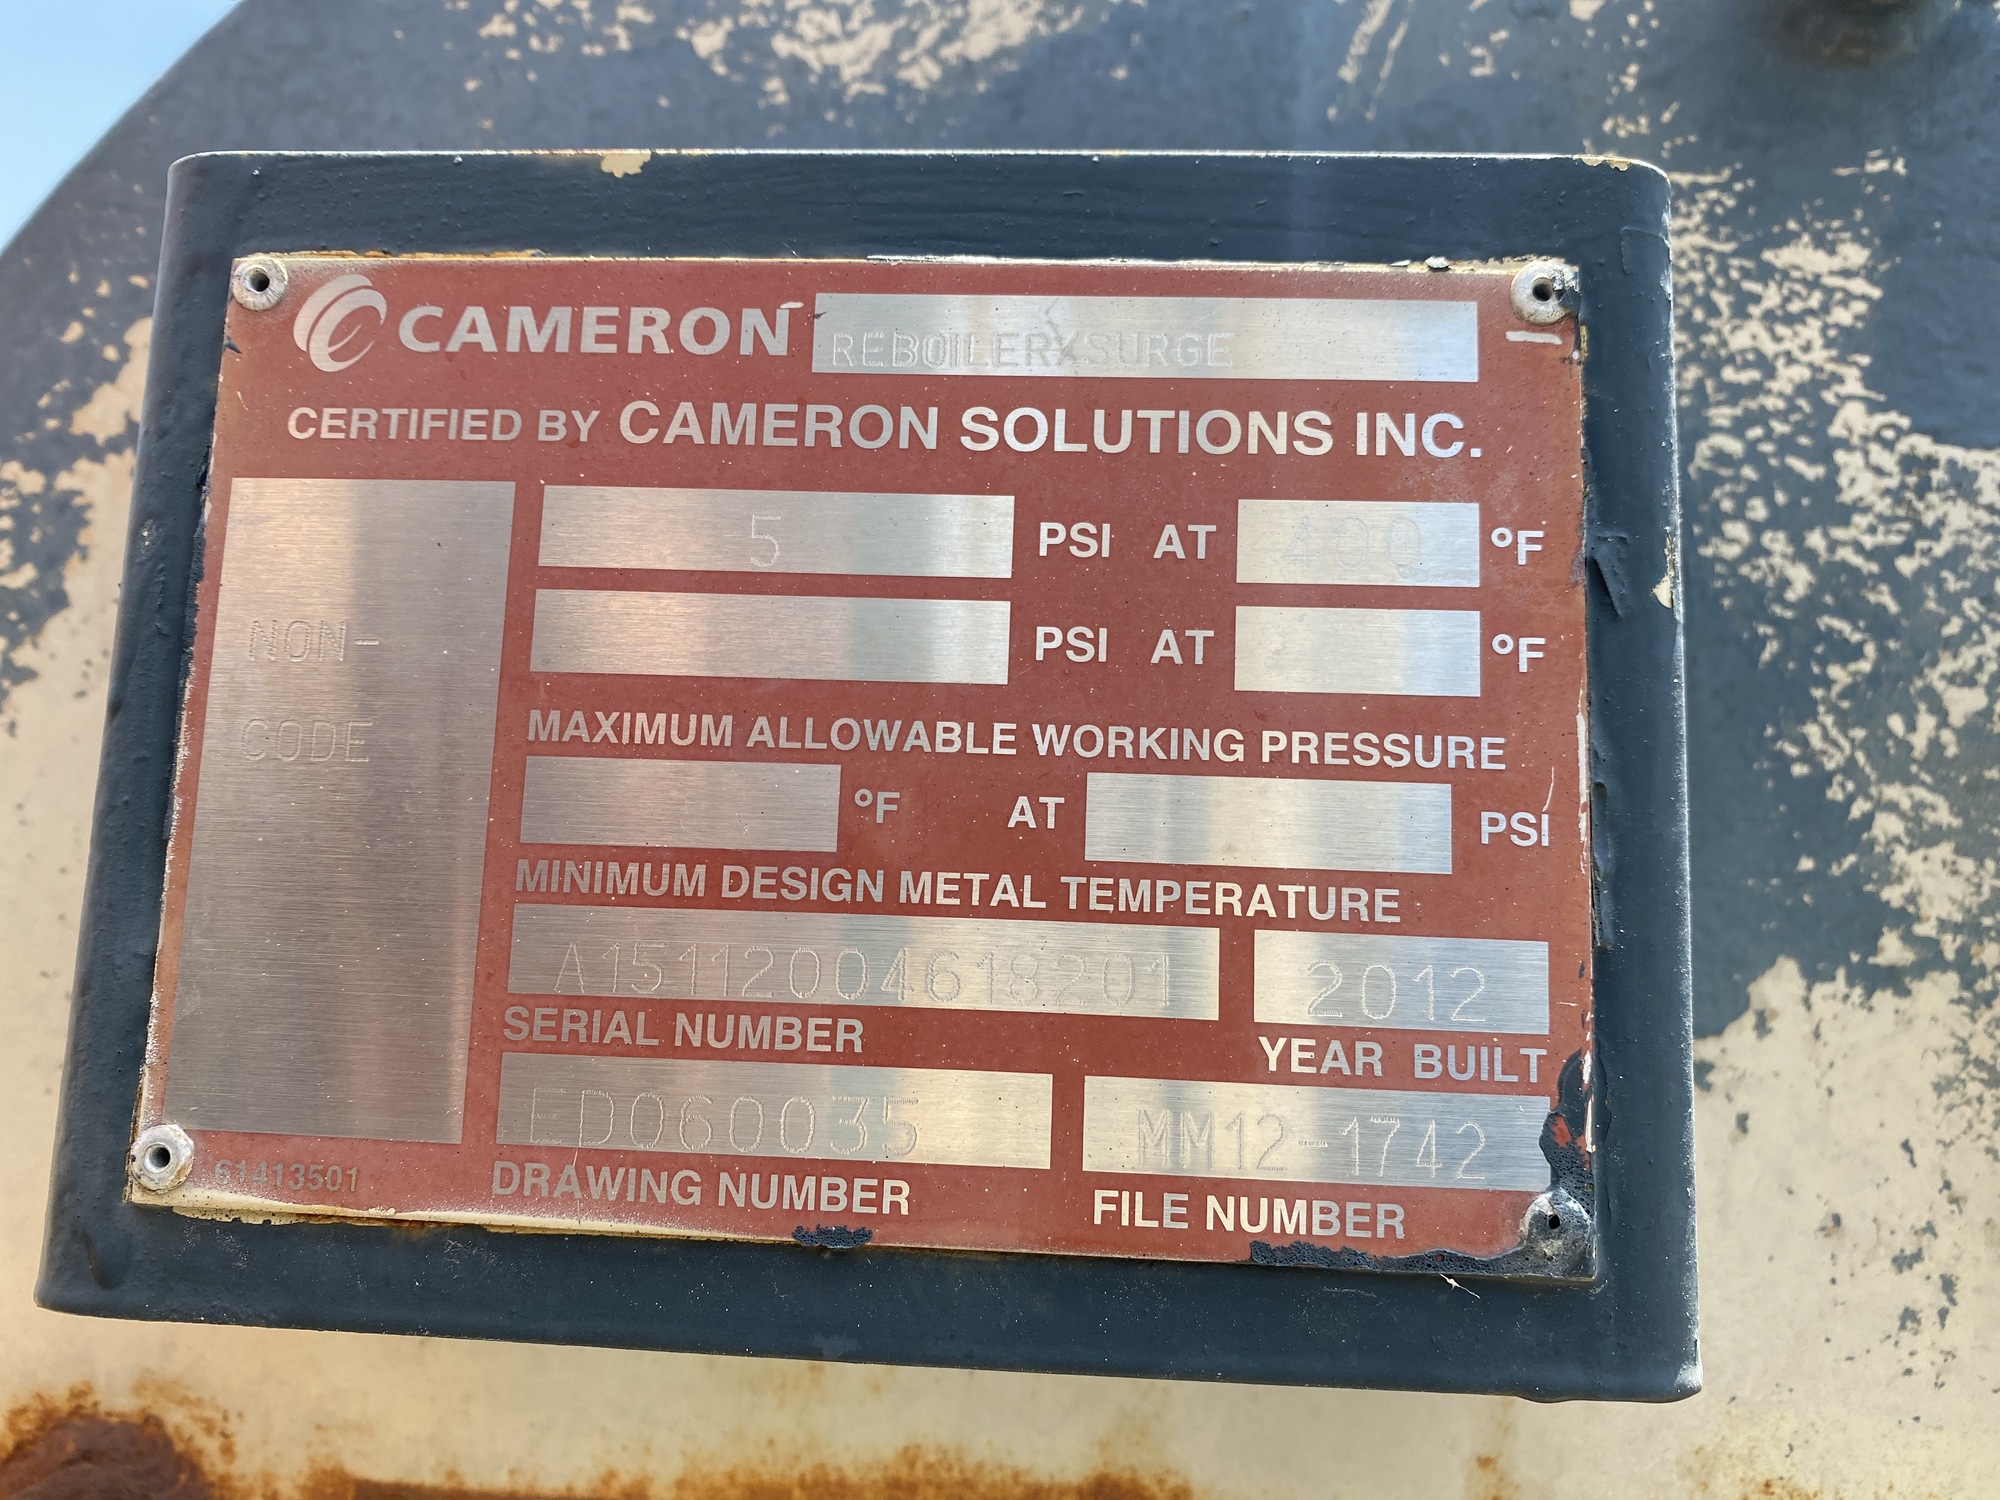 CAMERON REBOILER/SURGE
CERTIFIED BY CAMERON SOLUTIONS INC.
5 PSI AT 400 °F
PSI AT °F
NON-
CODE
MAXIMUM ALLOWABLE WORKING PRESSURE
°F AT PSI
MINIMUM DESIGN METAL TEMPERATURE
A15112004618201 2012
SERIAL NUMBER YEAR BUILT
ED060035 MM12-1742
DRAWING NUMBER FILE NUMBER
61413501